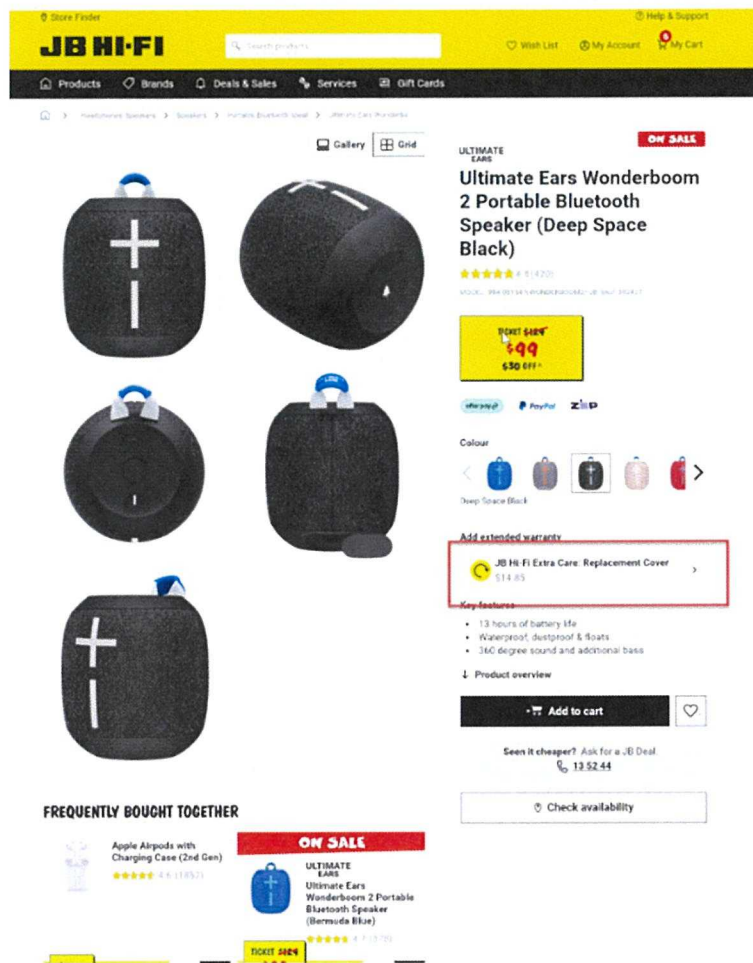 Store Finder
Help & Support
JB HI-FI
Search products
Wish List
My Account
My Cart
Products
Brands
Deals & Sales
Services
Gift Cards
Headphones Speakers > Speakers >
Gallery
Grid
ON SALE
ULTIMATE
EARS
Ultimate Ears Wonderboom
2 Portable Bluetooth
Speaker (Deep Space
Black)
TICKET $129
$99
$30 OFF
afterpay
PayPal
ZIP
Colour
Deep Space Black
Add extended warranty
JB Hi-Fi Extra Care: Replacement Cover
$14.85
Key features
• 13 hours of battery life
• Waterproof, dustproof & floats
• 360 degree sound and additional bass
↓ Product overview
Add to cart
Seen it cheaper? Ask for a JB Deal.
13 52 44
Check availability
FREQUENTLY BOUGHT TOGETHER
Apple Airpods with
Charging Case (2nd Gen)
ON SALE
ULTIMATE
EARS
Ultimate Ears
Wonderboom 2 Portable
Bluetooth Speaker
(Bermuda Blue)
TICKET $129